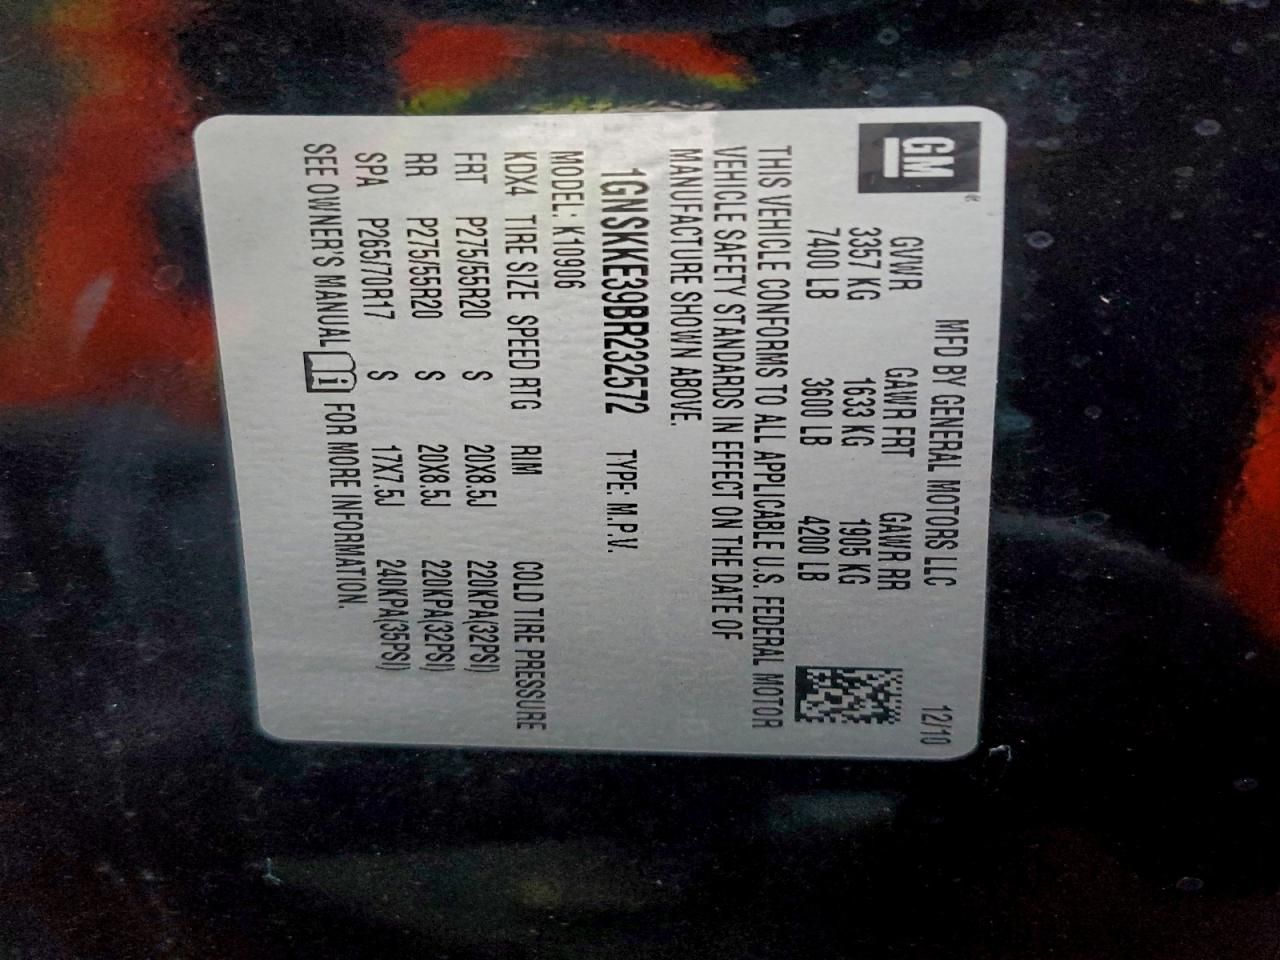 GM
MFD BY GENERAL MOTORS LLC 12/10
GVWR GAWR FRT GAWR RR
3357 KG 1633 KG 1905 KG
7400 LB 3600 LB 4200 LB
THIS VEHICLE CONFORMS TO ALL APPLICABLE U.S. FEDERAL MOTOR
VEHICLE SAFETY STANDARDS IN EFFECT ON THE DATE OF
MANUFACTURE SHOWN ABOVE.
1GNSKKE39BR232572 TYPE: M.P.V.
MODEL: K10906
KDX4 TIRE SIZE SPEED RTG RIM COLD TIRE PRESSURE
FRT P275/55R20 S 20X8.5J 220KPA(32PSI)
RR P275/55R20 S 20X8.5J 220KPA(32PSI)
SPA P265/70R17 S 17X7.5J 240KPA(35PSI)
SEE OWNER'S MANUAL i FOR MORE INFORMATION.